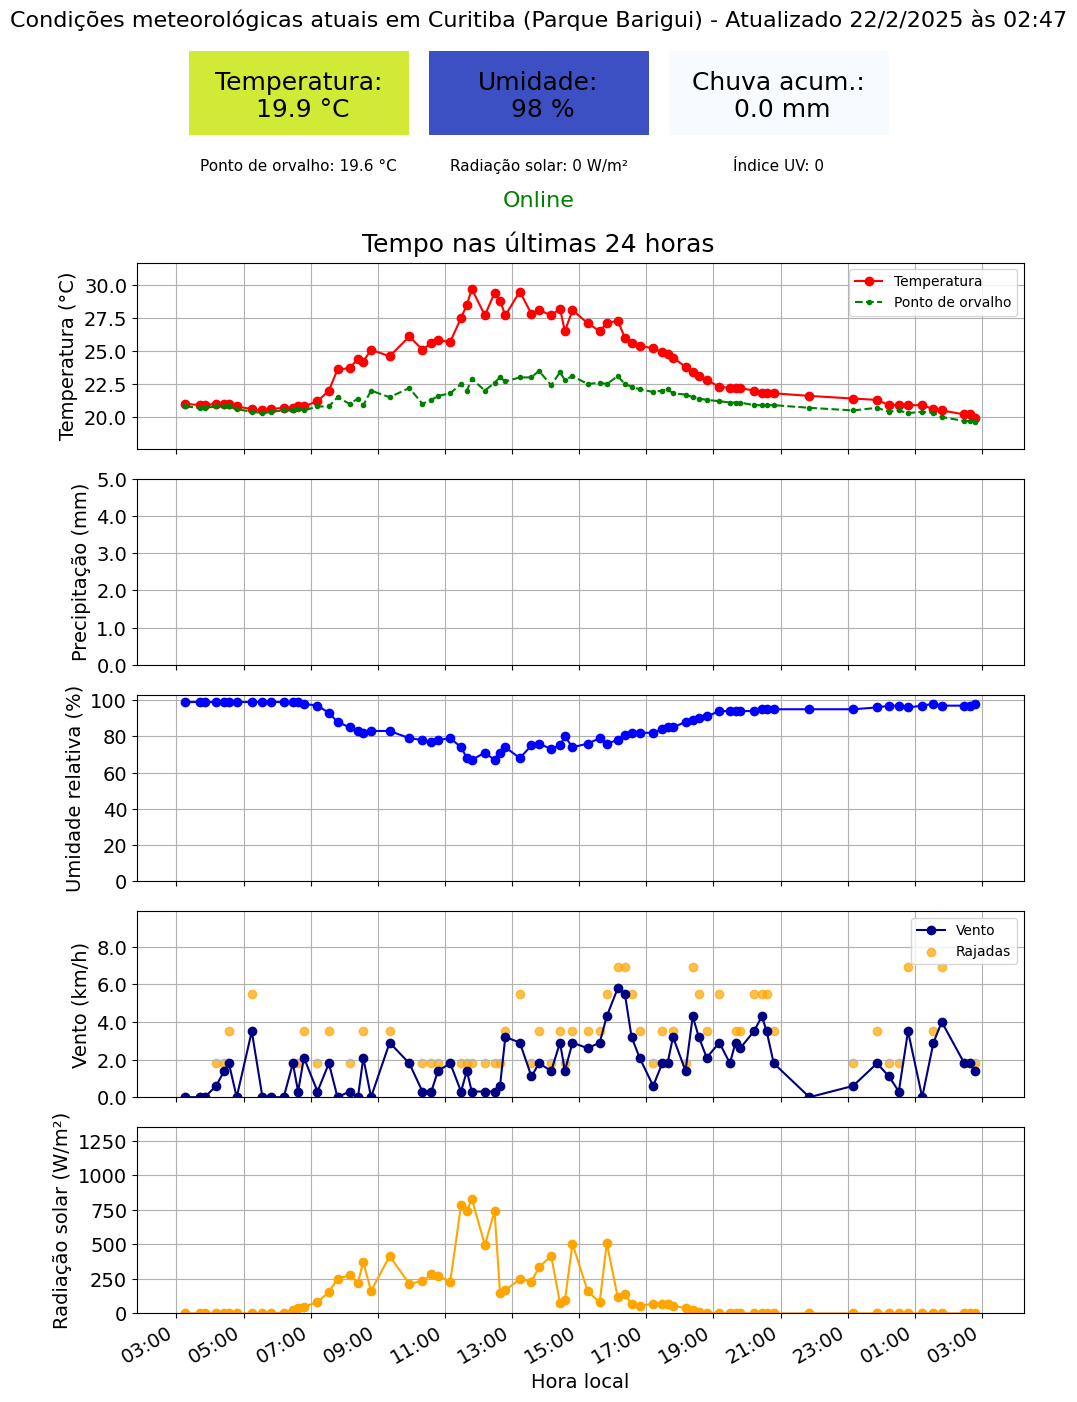 Condições meteorológicas atuais em Curitiba (Parque Barigui) - Atualizado 22/2/2025 às 02:47
Temperatura:
19.9 °C
Umidade:
98 %
Chuva acum.:
0.0 mm
Ponto de orvalho: 19.6 °C
Radiação solar: 0 W/m²
Índice UV: 0
Online
Tempo nas últimas 24 horas
Temperatura (°C)
30.0
27.5
25.0
22.5
20.0
Temperatura
Ponto de orvalho
Precipitação (mm)
5.0
4.0
3.0
2.0
1.0
0.0
Umidade relativa (%)
100
80
60
40
20
0
Vento (km/h)
8.0
6.0
4.0
2.0
0.0
Vento
Rajadas
Radiação solar (W/m²)
1250
1000
750
500
250
0
03:00
05:00
07:00
09:00
11:00
13:00
15:00
17:00
19:00
21:00
23:00
01:00
03:00
Hora local